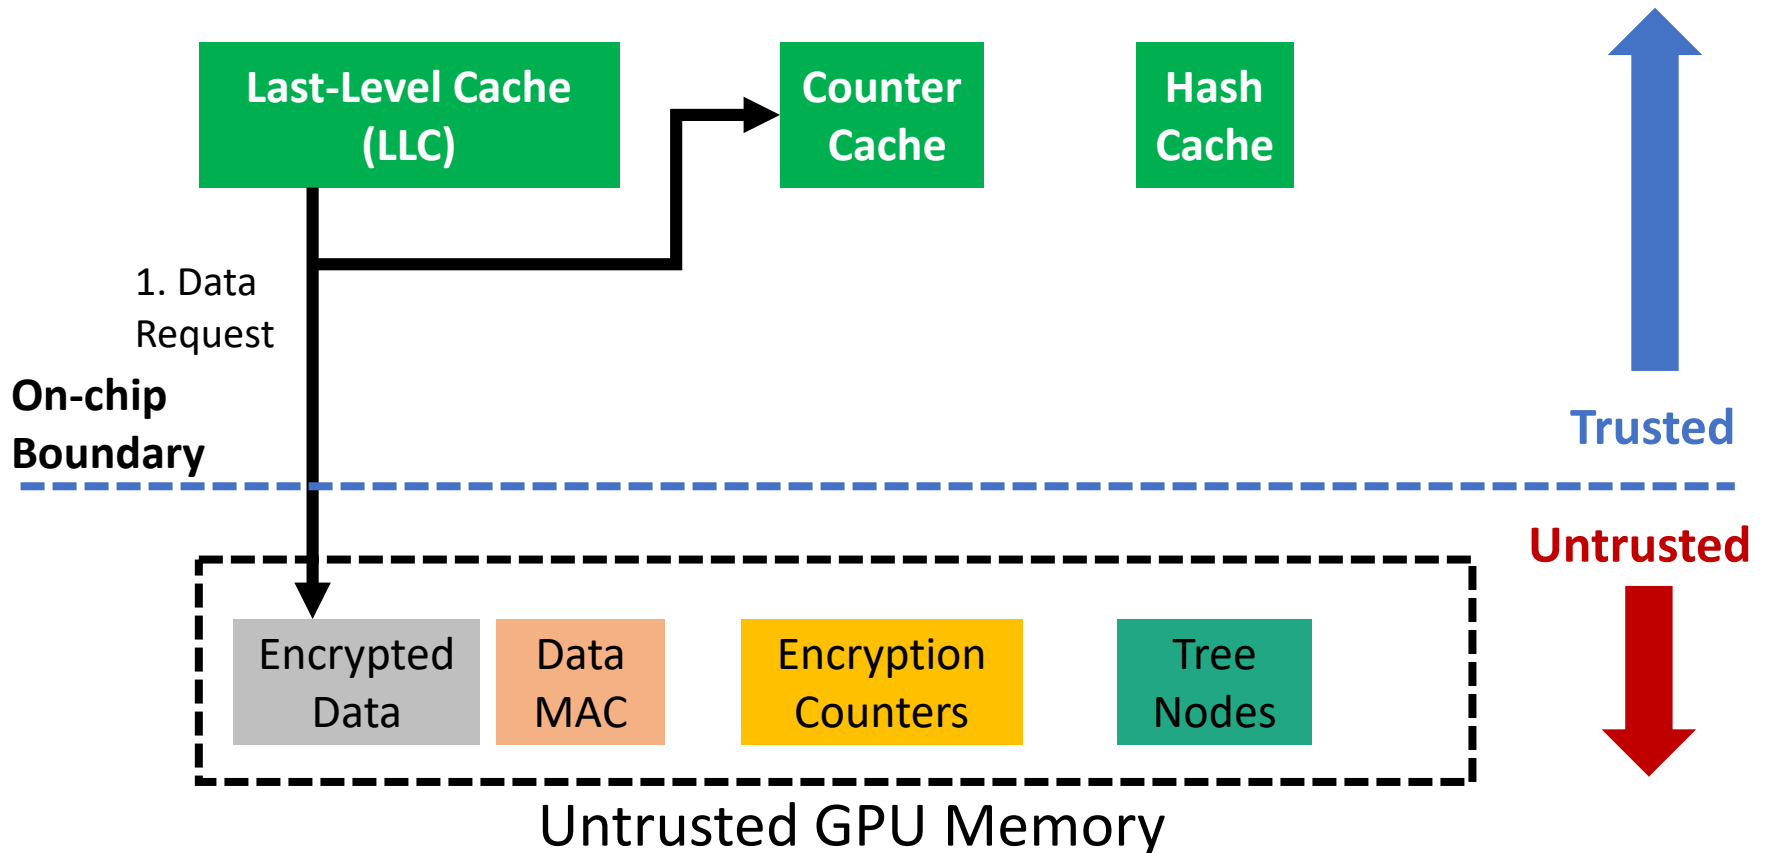 Last-Level Cache
(LLC)
Counter
Cache
Hash
Cache
1. Data
Request
On-chip
Boundary
Trusted
Untrusted
Encrypted
Data
Data
MAC
Encryption
Counters
Tree
Nodes
Untrusted GPU Memory